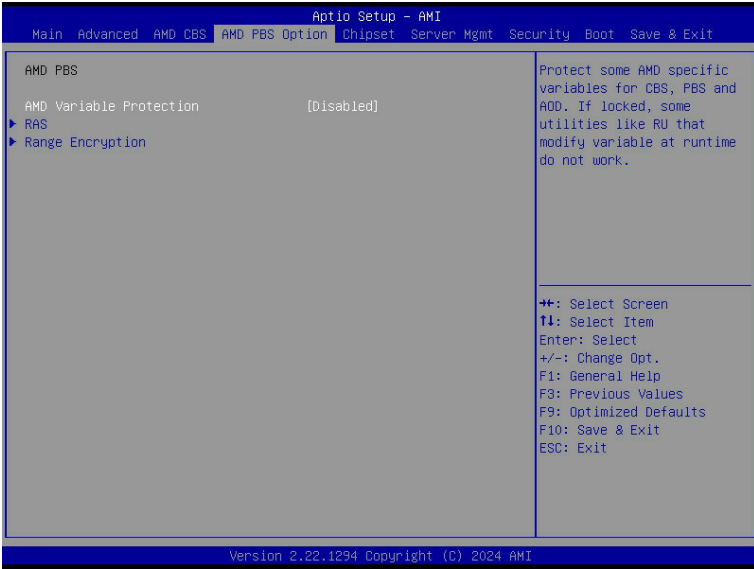 Aptio Setup - AMI
Main Advanced AMD CBS AMD PBS Option Chipset Server Mgmt Security Boot Save & Exit
AMD PBS
AMD Variable Protection [Disabled]
RAS
Range Encryption
Protect some AMD specific
variables for CBS, PBS and
AOD. If locked, some
utilities like RU that
modify variable at runtime
do not work.
→←: Select Screen
↑↓: Select Item
Enter: Select
+/-: Change Opt.
F1: General Help
F3: Previous Values
F9: Optimized Defaults
F10: Save & Exit
ESC: Exit
Version 2.22.1294 Copyright (C) 2024 AMI